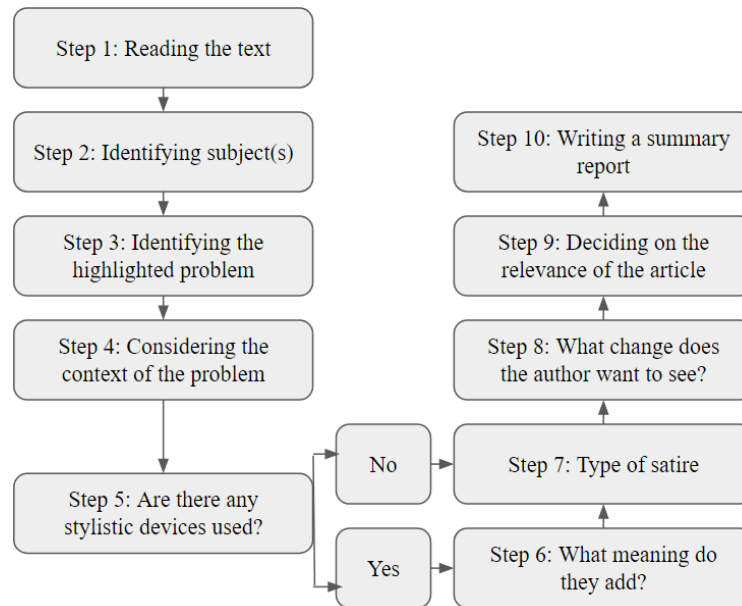 Step 1: Reading the text
Step 2: Identifying subject(s)
Step 3: Identifying the
highlighted problem
Step 4: Considering the
context of the problem
Step 5: Are there any
stylistic devices used?
No
Yes
Step 6: What meaning do
they add?
Step 7: Type of satire
Step 8: What change does
the author want to see?
Step 9: Deciding on the
relevance of the article
Step 10: Writing a summary
report